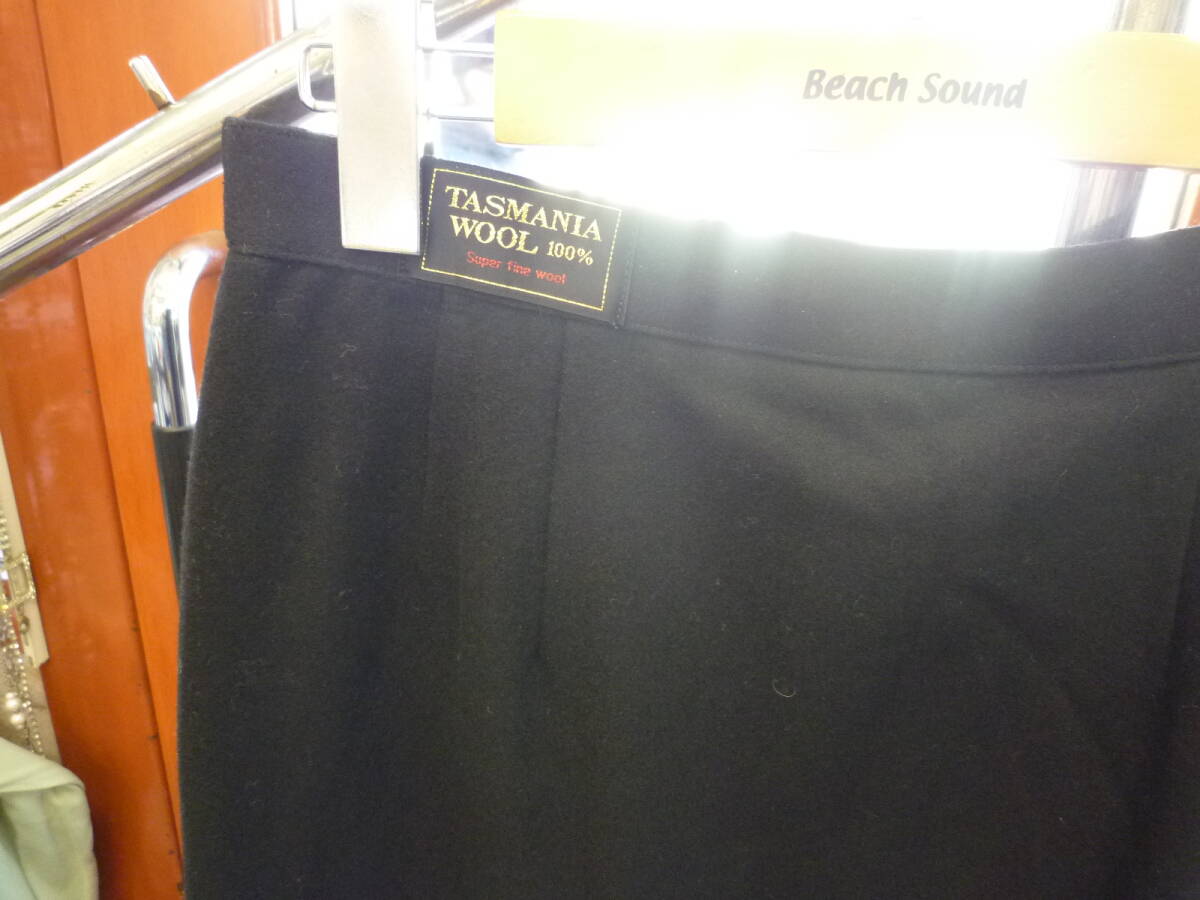 Beach Sound
TASMANIA
WOOL 100%
Super fine wool